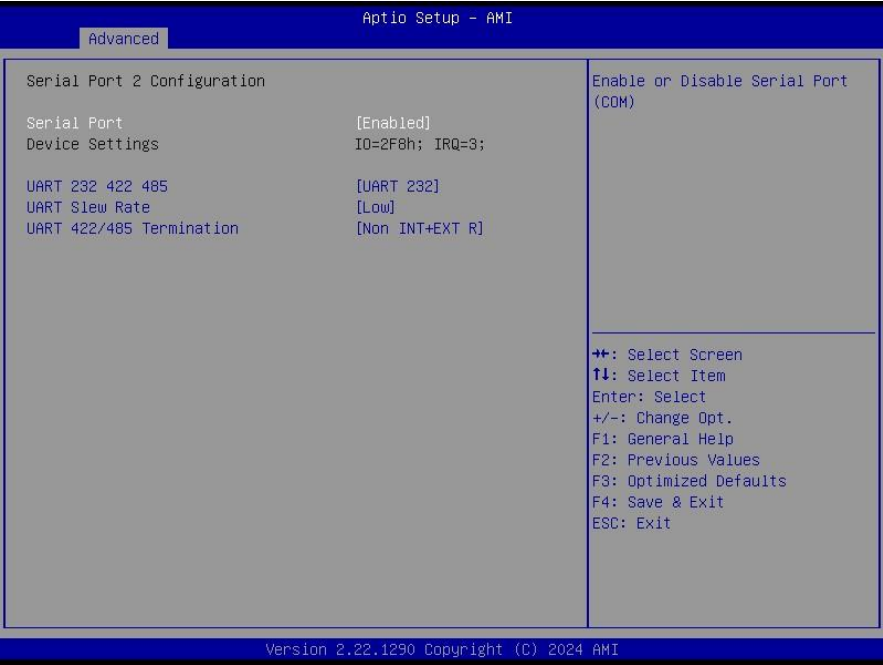 Aptio Setup – AMI
Advanced
Serial Port 2 Configuration
Serial Port [Enabled]
Device Settings IO=2F8h; IRQ=3;
UART 232 422 485 [UART 232]
UART Slew Rate [Low]
UART 422/485 Termination [Non INT+EXT R]
Enable or Disable Serial Port
(COM)
→←: Select Screen
↑↓: Select Item
Enter: Select
+/-: Change Opt.
F1: General Help
F2: Previous Values
F3: Optimized Defaults
F4: Save & Exit
ESC: Exit
Version 2.22.1290 Copyright (C) 2024 AMI